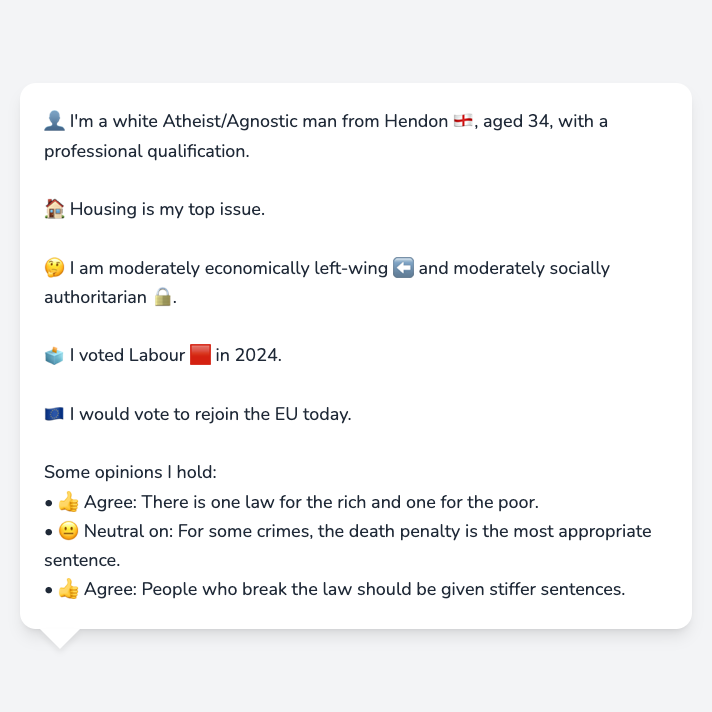 👤 I'm a white Atheist/Agnostic man from Hendon 🏴󠁧󠁢󠁥󠁮󠁧󠁿, aged 34, with a
professional qualification.
🏠 Housing is my top issue.
🤔 I am moderately economically left-wing ⬅️ and moderately socially
authoritarian 🔒.
🗳️ I voted Labour 🟥 in 2024.
🇪🇺 I would vote to rejoin the EU today.
Some opinions I hold:
• 👍 Agree: There is one law for the rich and one for the poor.
• 😐 Neutral on: For some crimes, the death penalty is the most appropriate
sentence.
• 👍 Agree: People who break the law should be given stiffer sentences.